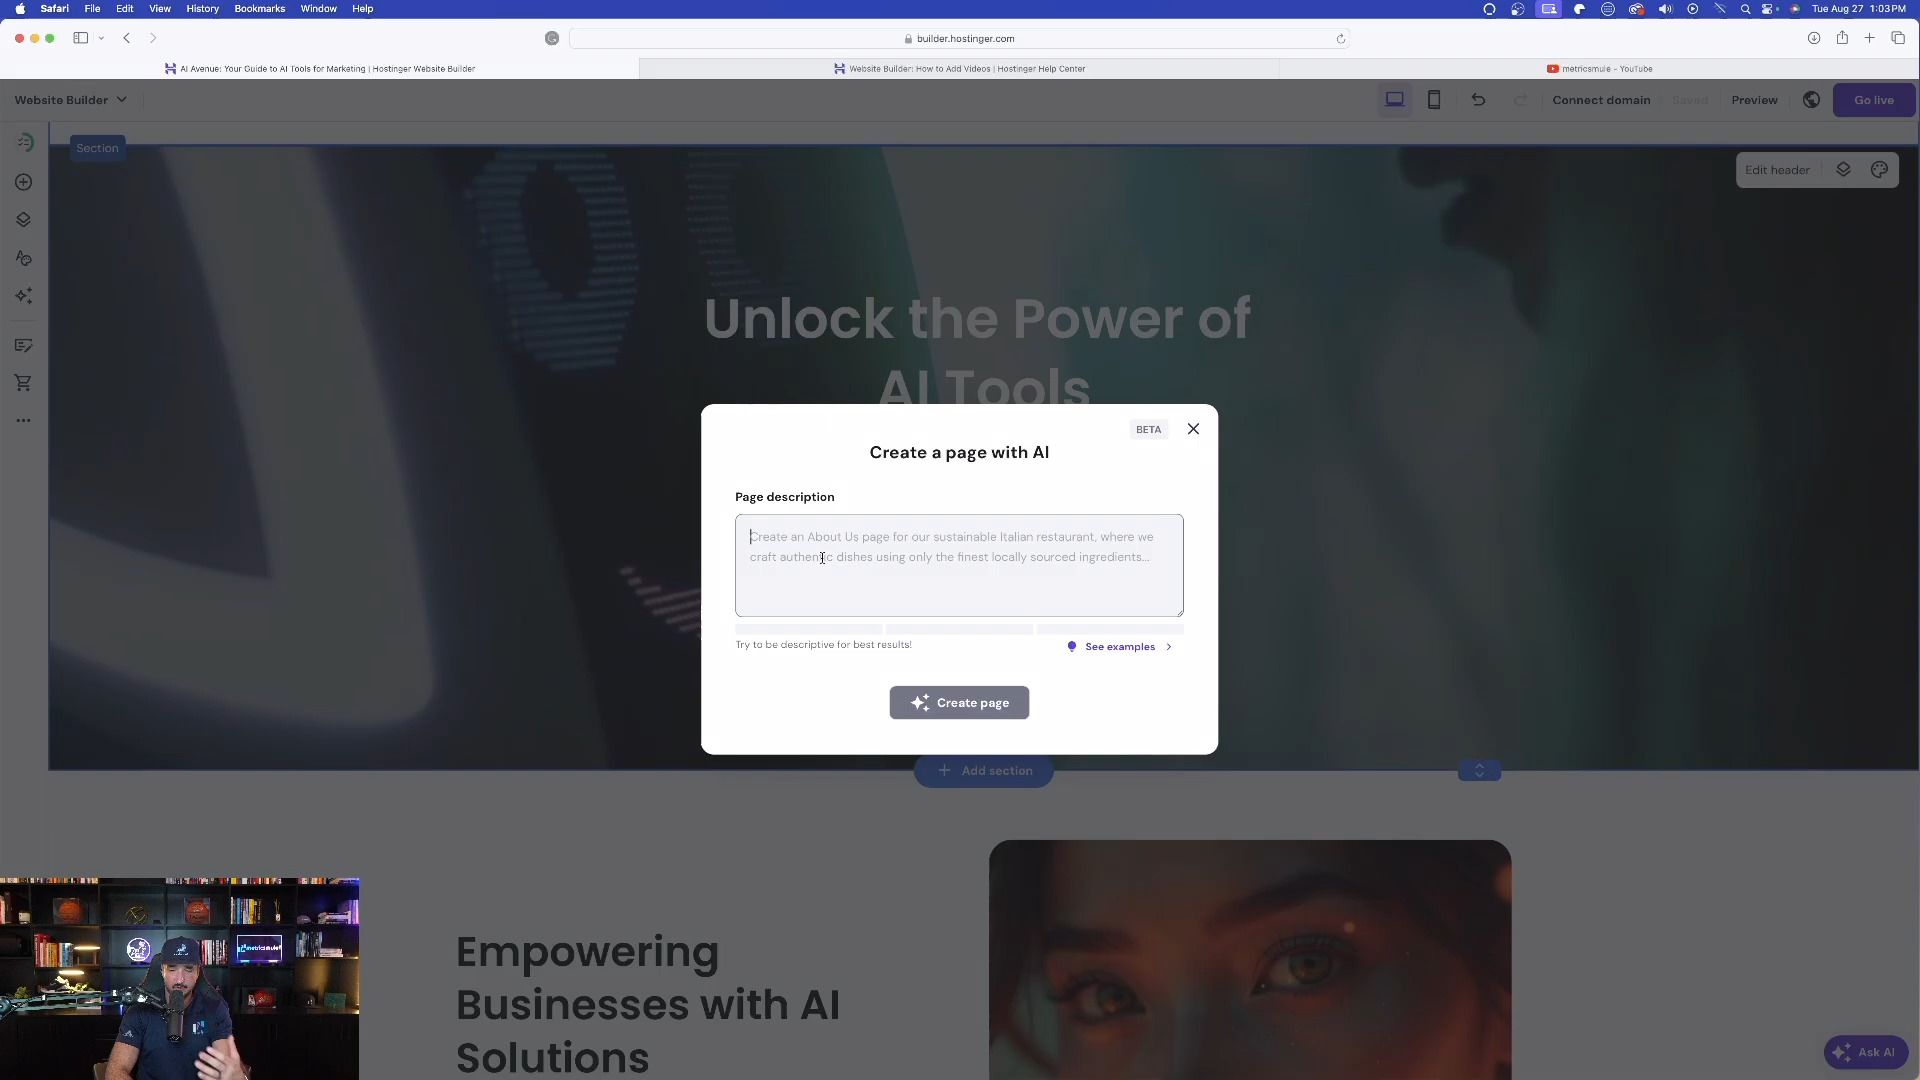 Safari File Edit View History Bookmarks Window Help
Tue Aug 27 1:03 PM
builder.hostinger.com
AI Avenue: Your Guide to AI Tools for Marketing | Hostinger Website Builder
Website Builder: How to Add Videos | Hostinger Help Center
metricsmule - YouTube
Website Builder
Connect domain
Saved
Preview
Go live
Section
Edit header
Unlock the Power of
AI Tools
BETA
Create a page with AI
Page description
Create an About Us page for our sustainable Italian restaurant, where we
craft authentic dishes using only the finest locally sourced ingredients...
Try to be descriptive for best results!
See examples
Create page
Add section
Empowering
Businesses with AI
Solutions
metricsmule
Ask AI